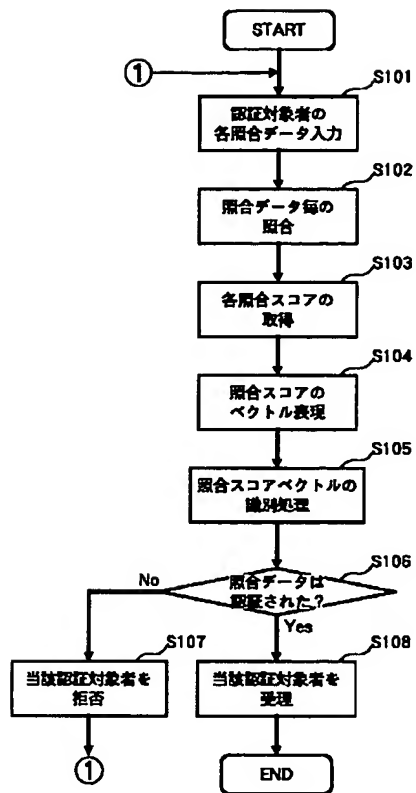 START
①
S101
認証対象者の
各照合データ入力
S102
照合データ毎の
照合
S103
各照合スコアの
取得
S104
照合スコアの
ベクトル表現
S105
照合スコアベクトルの
識別処理
S106
照合データは
認証された？
No
Yes
S107
当該認証対象者を
拒否
S108
当該認証対象者を
受理
①
END